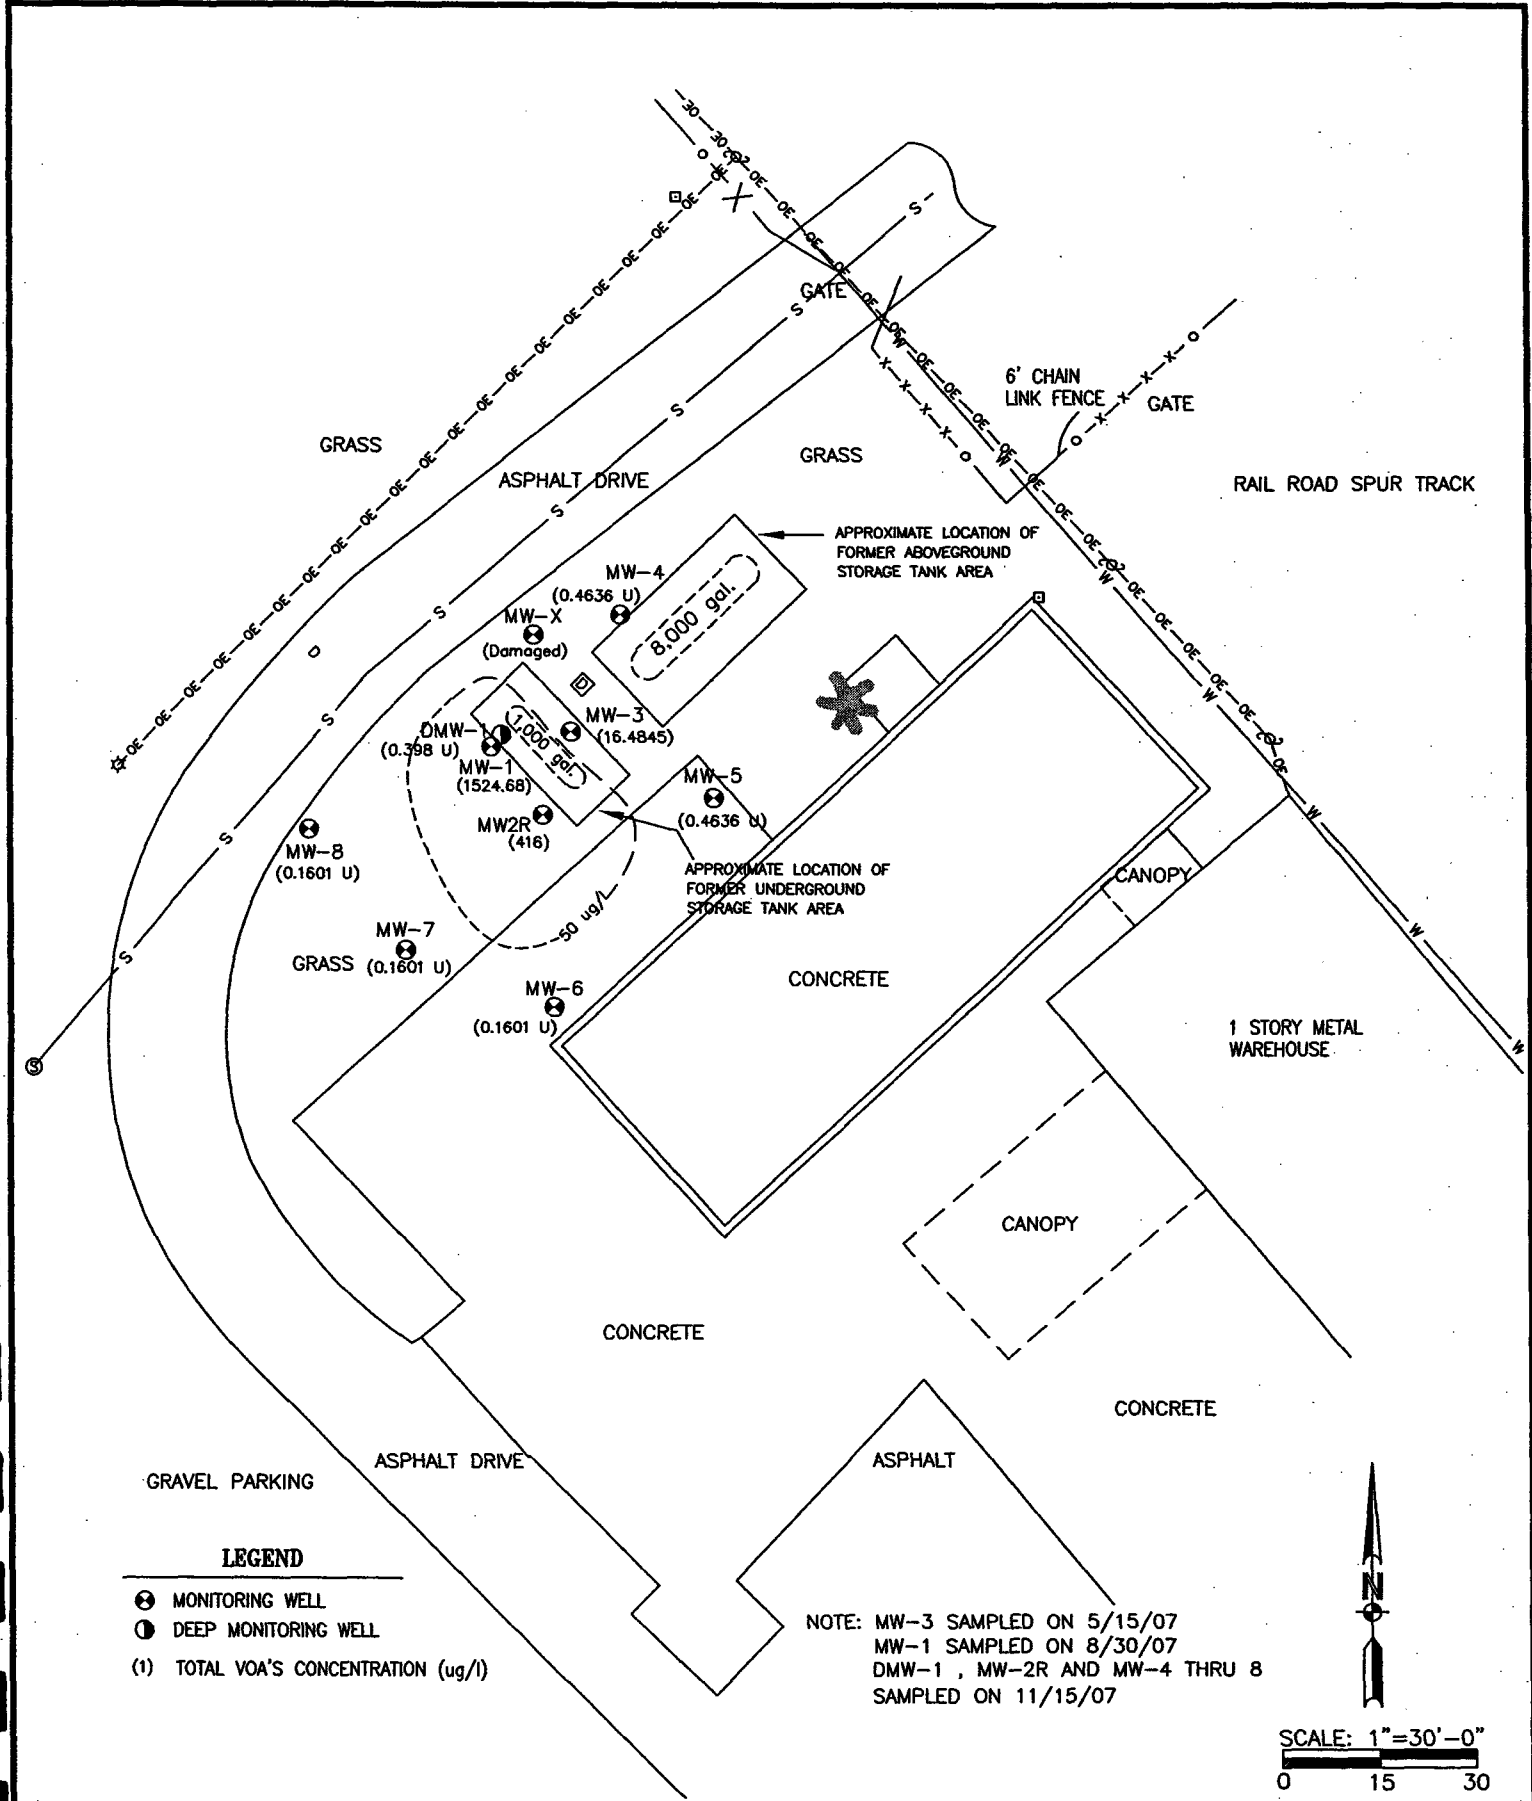 GATE
6' CHAIN
LINK FENCE
GATE
GRASS
GRASS
ASPHALT DRIVE
RAIL ROAD SPUR TRACK
APPROXIMATE LOCATION OF
FORMER ABOVEGROUND
STORAGE TANK AREA
MW-4
(0.4636 U)
8,000 gal.
MW-X
(Damaged)
D
D
MW-3
(16.4845)
DMW-1
(0.398 U)
1,000 gal.
MW-1
(1524.68)
MW-5
(0.4636 U)
MW2R
(416)
MW-8
(0.1601 U)
APPROXIMATE LOCATION OF
FORMER UNDERGROUND
STORAGE TANK AREA
50 ug/L
CANOPY
MW-7
GRASS (0.1601 U)
CONCRETE
MW-6
(0.1601 U)
1 STORY METAL
WAREHOUSE
CANOPY
CONCRETE
CONCRETE
ASPHALT DRIVE
ASPHALT
GRAVEL PARKING
LEGEND
MONITORING WELL
DEEP MONITORING WELL
(1) TOTAL VOA'S CONCENTRATION (ug/l)
NOTE: MW-3 SAMPLED ON 5/15/07
MW-1 SAMPLED ON 8/30/07
DMW-1 , MW-2R AND MW-4 THRU 8
SAMPLED ON 11/15/07
N
SCALE: 1"=30'-0"
0 15 30